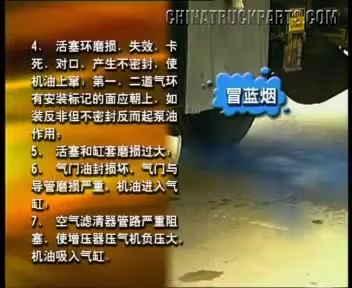 CHINATRUCKPARTS.COM
4. 活塞环磨损﹑失效﹑卡
死﹑对口﹑产生不密封﹐使
机油上窜；第一﹑二道气环
有安装标记的面应朝上﹐如
装反非但不密封反而起泵油
作用；
5. 活塞和缸套磨损过大；
6. 气门油封损坏﹐气门与
导管磨损严重﹐机油进入气
缸；
7. 空气滤清器管路严重阻
塞﹐使增压器压气机负压大﹐
机油吸入气缸．
冒蓝烟
CHINATRUCKPARTS.COM